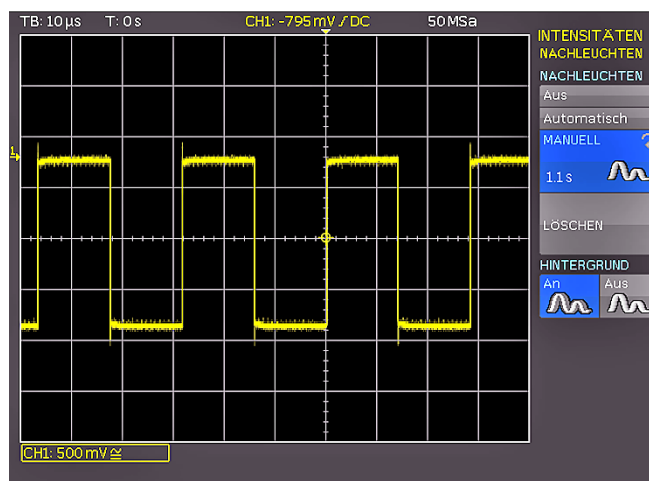 TB: 10 µs T: 0 s CH1: -795 mV ∫ DC 50 MSa
INTENSITÄTEN
NACHLEUCHTEN
NACHLEUCHTEN
Aus
Automatisch
MANUELL
1.1 s
LÖSCHEN
HINTERGRUND
An Aus
1
CH1: 500 mV ≅